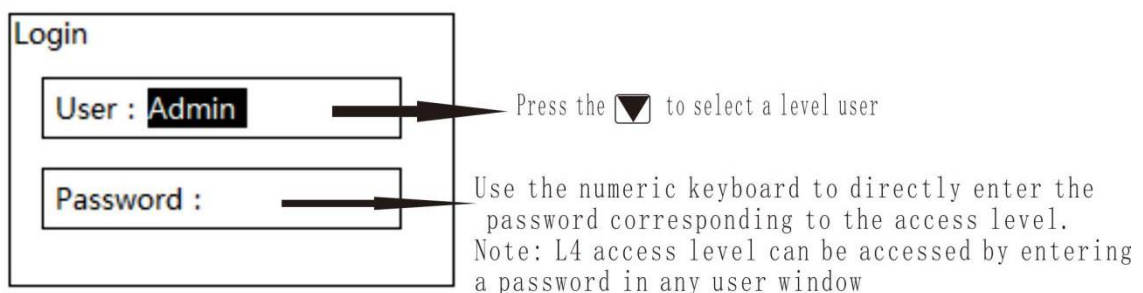 Login
User : Admin
Press the ▼ to select a level user
Password :
Use the numeric keyboard to directly enter the
password corresponding to the access level.
Note: L4 access level can be accessed by entering
a password in any user window